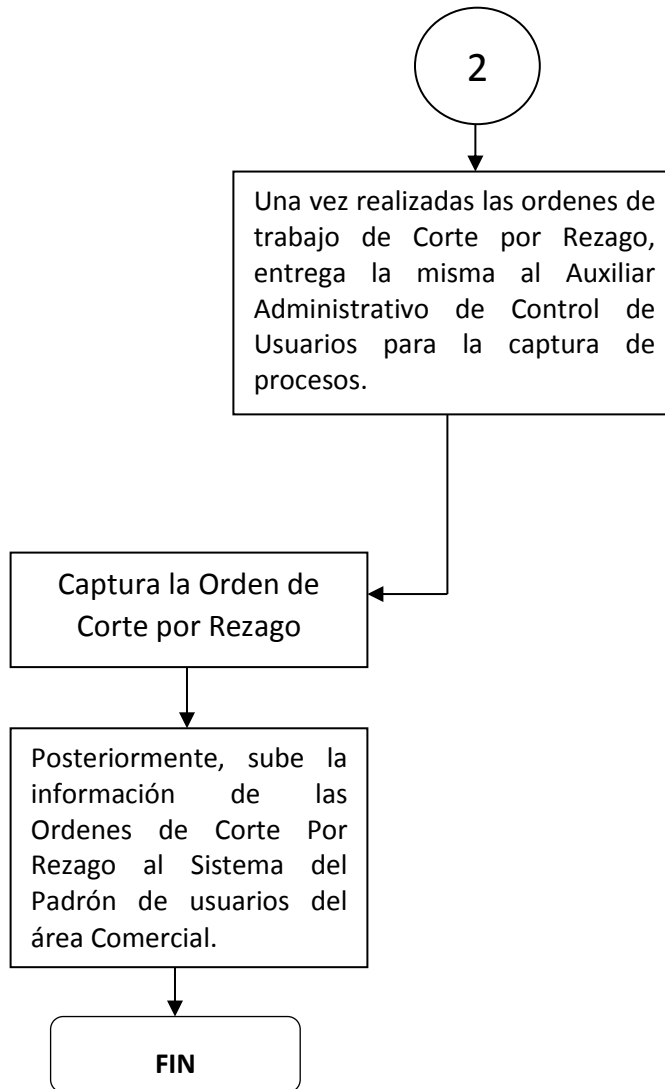 2
Una vez realizadas las ordenes de
trabajo de Corte por Rezago,
entrega la misma al Auxiliar
Administrativo de Control de
Usuarios para la captura de
procesos.
Captura la Orden de
Corte por Rezago
Posteriormente, sube la
información de las
Ordenes de Corte Por
Rezago al Sistema del
Padrón de usuarios del
área Comercial.
FIN